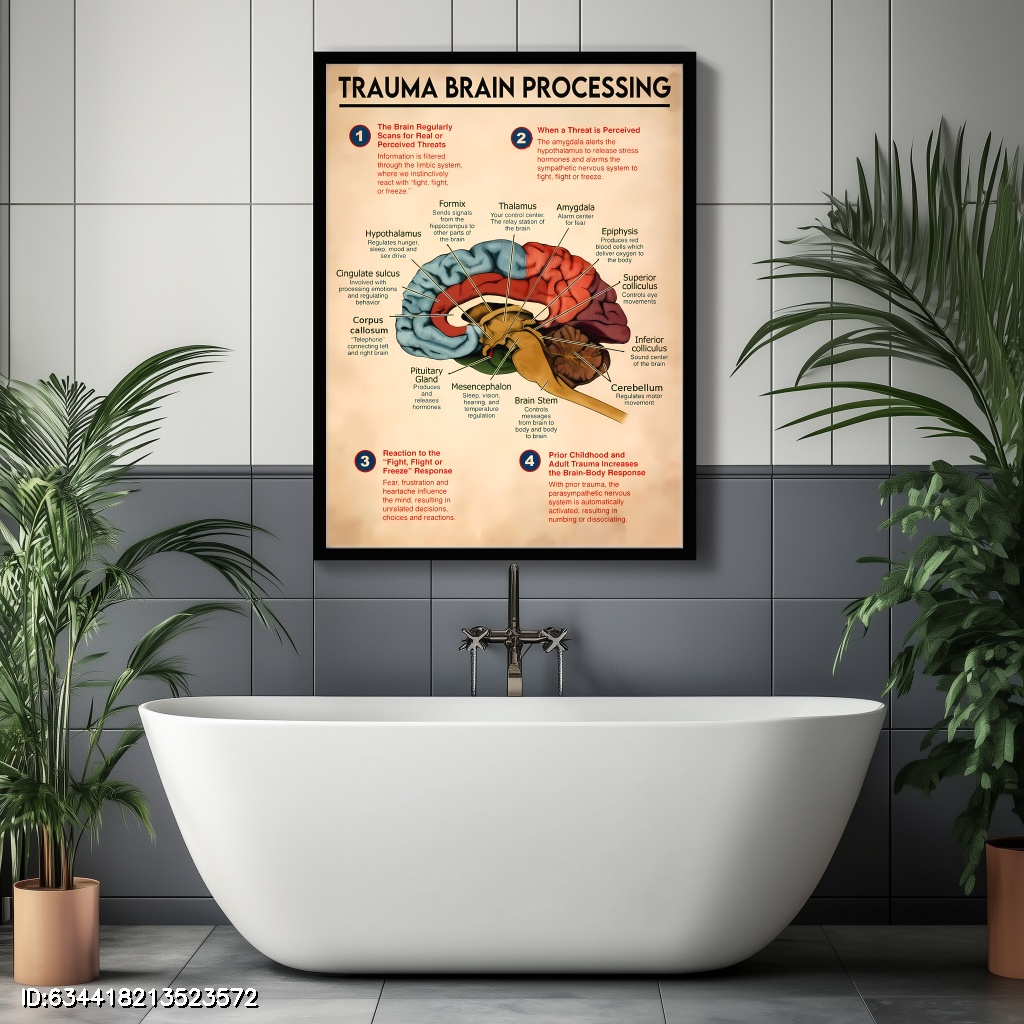 TRAUMA BRAIN PROCESSING
1
The Brain Regularly
Scans for Real or
Perceived Threats
Information is filtered
through the limbic system,
where we instinctively
react with "fight, flight,
or freeze."
2
When a Threat is Perceived
The amygdala alerts the
hypothalamus to release stress
hormones and alarms the
sympathetic nervous system to
fight, flight or freeze.
Formix
Sends signals
from the
hippocampus to
other parts of
the brain
Thalamus
Your control center.
The relay station of
the brain
Amygdala
Alarm center
for fear
Hypothalamus
Regulates hunger,
sleep, mood and
sex drive
Epiphysis
Produces red
blood cells which
deliver oxygen to
the body
Cingulate sulcus
Involved with
processing emotions
and regulating
behavior
Superior
colliculus
Controls eye
movements
Corpus
callosum
"Telephone"
connecting left
and right brain
Inferior
colliculus
Sound center
of the brain
Pituitary
Gland
Produces
and
releases
hormones
Mesencephalon
Sleep, vision,
hearing, and
temperature
regulation
Brain Stem
Controls
messages
from brain to
body and body
to brain
Cerebellum
Regulates motor
movement
3
Reaction to the
"Fight, Flight or
Freeze" Response
Fear, frustration and
heartache influence
the mind, resulting in
unrelated decisions,
choices and reactions.
4
Prior Childhood and
Adult Trauma Increases
the Brain-Body Response
With prior trauma, the
parasympathetic nervous
system is automatically
activated, resulting in
numbing or dissociating.
ID:634418213523572